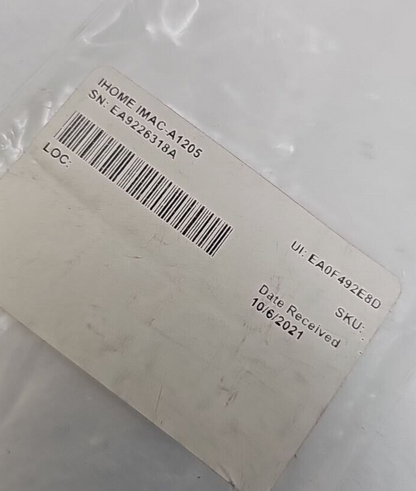 IHOME IMAC-A1205
SN: EA9226318A
LOC:
UI: EA0F492E8D
SKU:
Date Received
10/6/2021